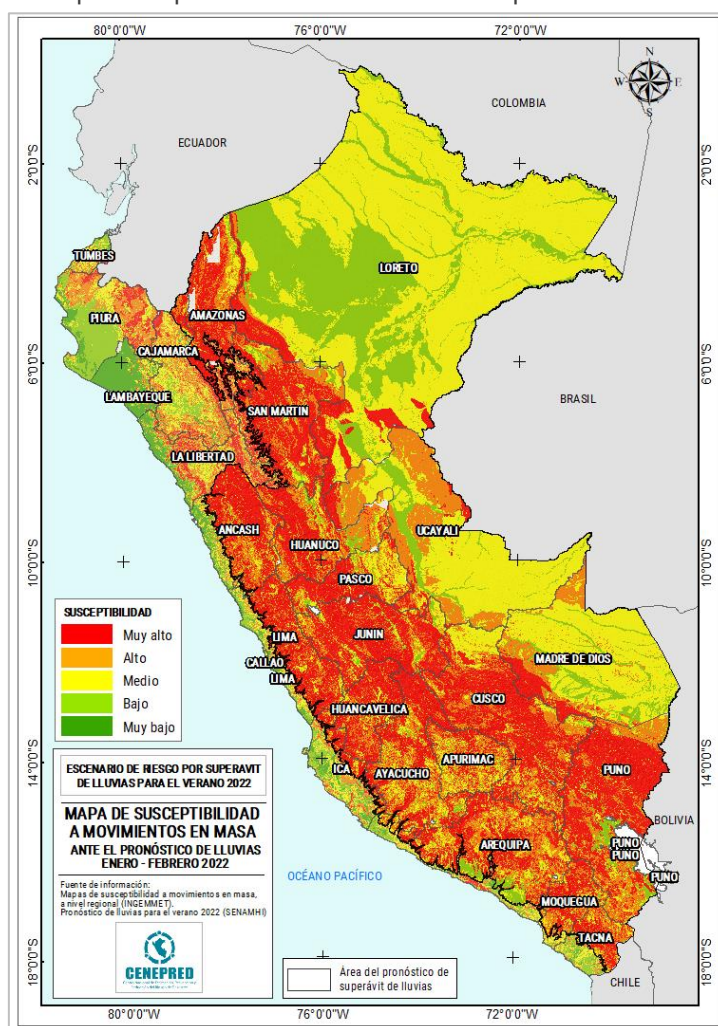 80°0'0"W
76°0'0"W
72°0'0"W
N
W
E
S
COLOMBIA
ECUADOR
2°0'0"S
2°0'0"S
TUMBES
LORETO
PIURA
AMAZONAS
CAJAMARCA
6°0'0"S
6°0'0"S
LAMBAYEQUE
BRASIL
SAN MARTIN
LA LIBERTAD
ANCASH
UCAYALI
HUANUCO
10°0'0"S
10°0'0"S
PASCO
SUSCEPTIBILIDAD
Muy alto
Alto
Medio
Bajo
Muy bajo
LIMA
JUNIN
CALLAO
LIMA
MADRE DE DIOS
CUSCO
HUANCAVELICA
14°0'0"S
14°0'0"S
ICA
AYACUCHO
APURIMAC
PUNO
ESCENARIO DE RIESGO POR SUPERAVIT
DE LLUVIAS PARA EL VERANO 2022
MAPA DE SUSCEPTIBILIDAD
A MOVIMIENTOS EN MASA
ANTE EL PRONÓSTICO DE LLUVIAS
ENERO - FEBRERO 2022
BOLIVIA
AREQUIPA
PUNO
PUNO
PUNO
OCÉANO PACÍFICO
MOQUEGUA
TACNA
Fuente de información:
Mapas de susceptibilidad a movimientos en masa,
a nivel regional (INGEMMET).
Pronóstico de lluvias para el verano 2022 (SENAMHI)
CENEPRED
Área del pronóstico de
superávit de lluvias
CHILE
18°0'0"S
18°0'0"S
80°0'0"W
76°0'0"W
72°0'0"W